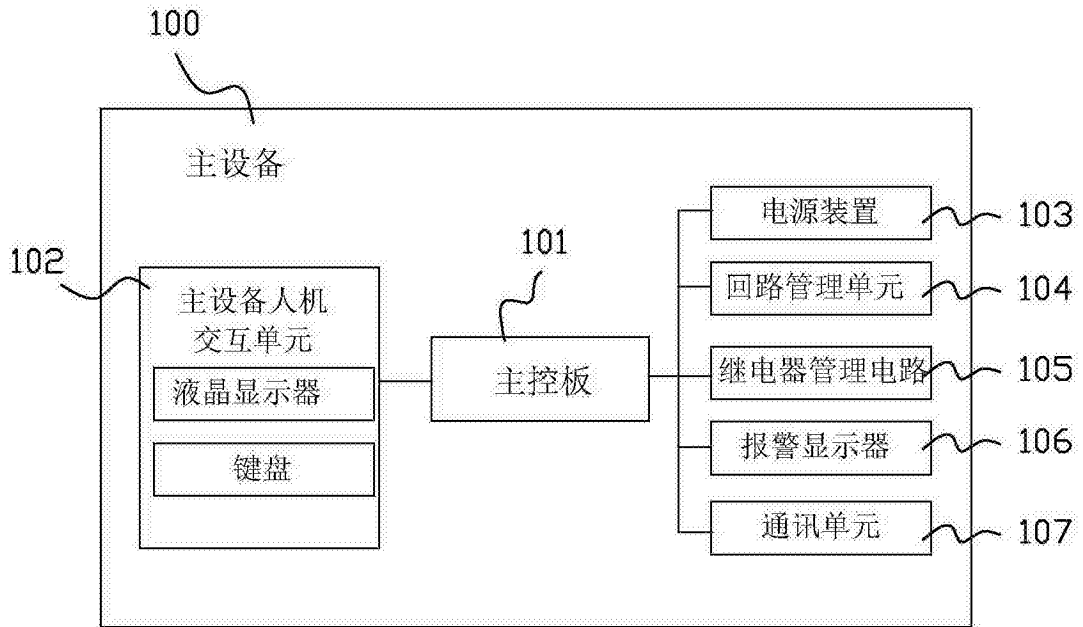 100
主设备
102
主设备人机
交互单元
液晶显示器
键盘
101
主控板
电源装置
103
回路管理单元
104
继电器管理电路
105
报警显示器
106
通讯单元
107